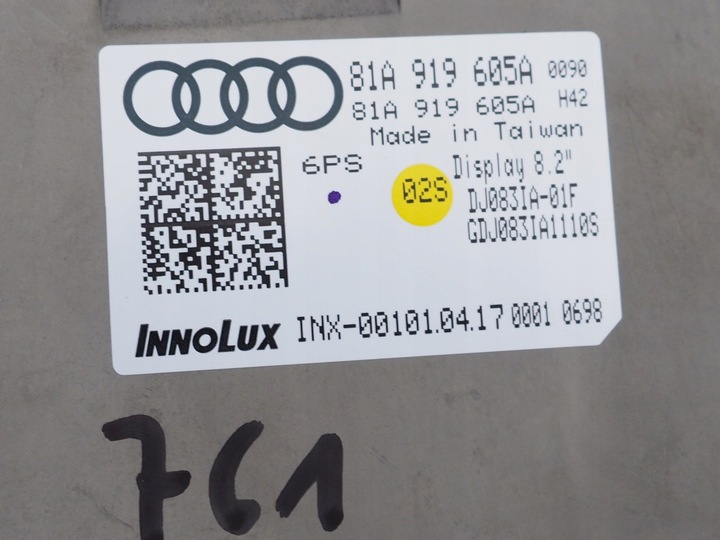 81A 919 605A 0090
81A 919 605A H42
Made in Taiwan
6PS 02S Display 8.2"
DJ083IA-01F
GDJ083IA1110S
INNOLUX INX-00101.04.17 0001 0698
761